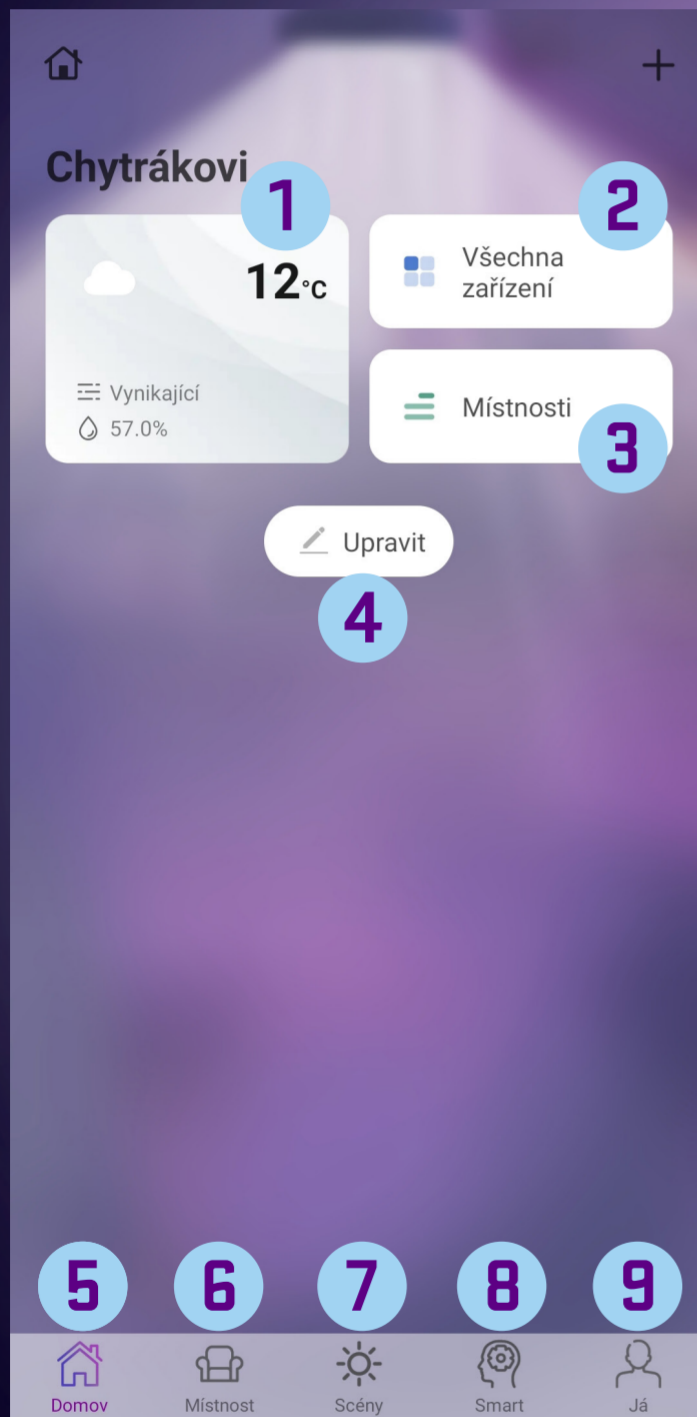 Chytrákovi
1
2
12°C
Všechna
zařízení
Vynikající
57.0%
Místnosti
3
Upravit
4
5
6
7
8
9
Domov
Místnost
Scény
Smart
Já